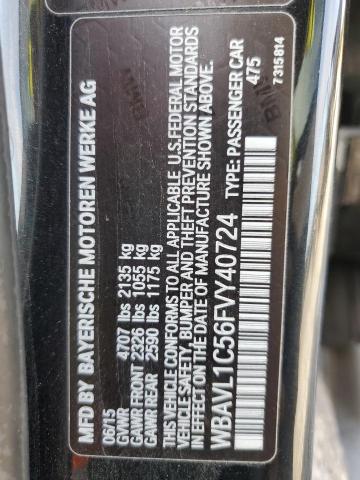 MFD BY BAYERISCHE MOTOREN WERKE AG
06/15
GVWR 4707 lbs 2135 kg
GAWR FRONT 2326 lbs 1055 kg
GAWR REAR 2590 lbs 1175 kg
THIS VEHICLE CONFORMS TO ALL APPLICABLE U.S.FEDERAL MOTOR
VEHICLE SAFETY, BUMPER AND THEFT PREVENTION STANDARDS
IN EFFECT ON THE DATE OF MANUFACTURE SHOWN ABOVE.
WBAVL1C56FVY40724 TYPE: PASSENGER CAR
475
7315814